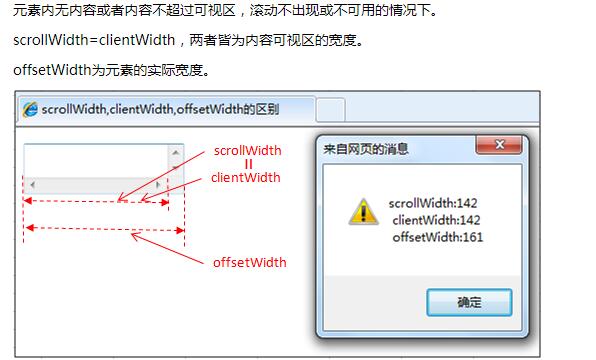 元素内无内容或者内容不超过可视区，滚动不出现或不可用的情况下。
scrollWidth=clientWidth，两者皆为内容可视区的宽度。
offsetWidth为元素的实际宽度。
scrollWidth,clientWidth,offsetWidth的区别
scrollWidth
=
clientWidth
offsetWidth
来自网页的消息
scrollWidth:142
clientWidth:142
offsetWidth:161
确定